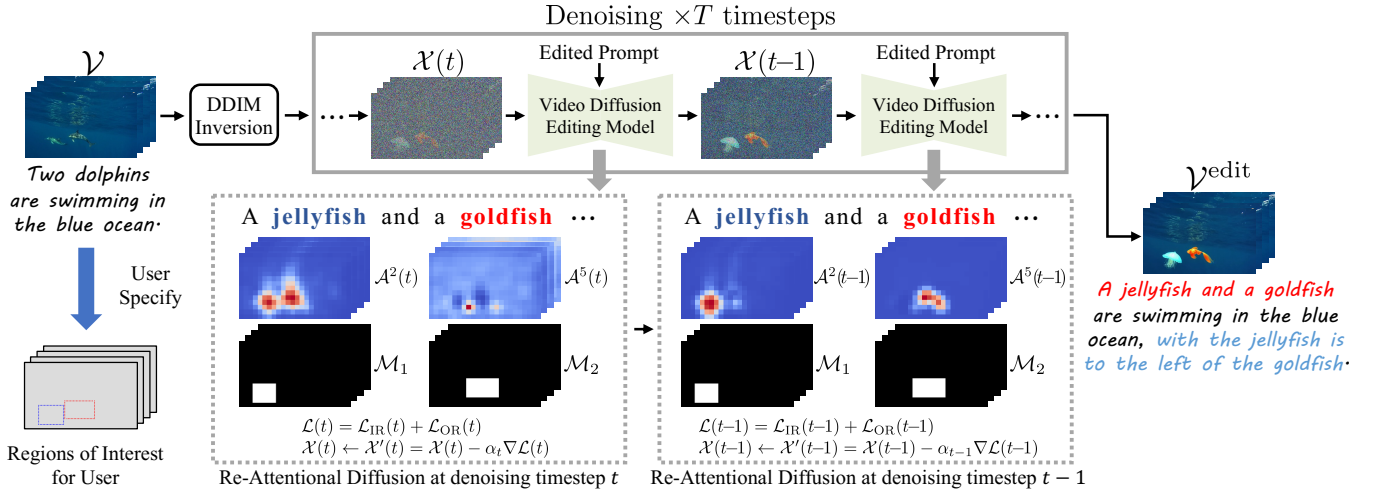 Denoising ×T timesteps
𝒱
DDIM
Inversion
...
𝒳(t)
Edited Prompt
Video Diffusion
Editing Model
𝒳(t−1)
Edited Prompt
Video Diffusion
Editing Model
...
Two dolphins
are swimming in
the blue ocean.
User
Specify
Regions of Interest
for User
A jellyfish and a goldfish ...
𝒜²(t)
𝒜⁵(t)
ℳ₁
ℳ₂
ℒ(t) = ℒ_IR(t) + ℒ_OR(t)
𝒳(t) ← 𝒳′(t) = 𝒳(t) − α_t∇ℒ(t)
Re-Attentional Diffusion at denoising timestep t
A jellyfish and a goldfish ...
𝒜²(t−1)
𝒜⁵(t−1)
ℳ₁
ℳ₂
ℒ(t−1) = ℒ_IR(t−1) + ℒ_OR(t−1)
𝒳(t−1) ← 𝒳′(t−1) = 𝒳(t−1) − α_{t−1}∇ℒ(t−1)
Re-Attentional Diffusion at denoising timestep t − 1
𝒱^edit
A jellyfish and a goldfish
are swimming in the blue
ocean, with the jellyfish is
to the left of the goldfish.